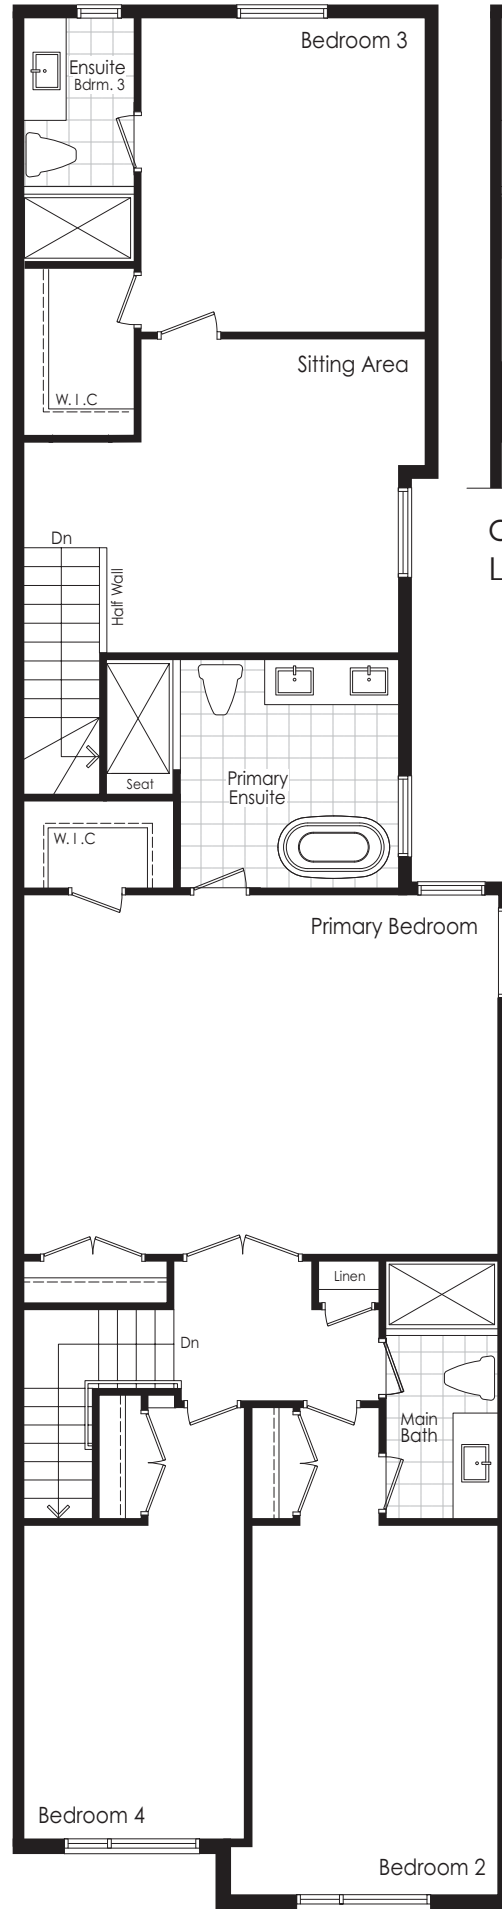 Bedroom 3
Ensuite
Bdrm. 3
Sitting Area
W.I.C
Dn
Half Wall
Seat
Primary
Ensuite
W.I.C
Primary Bedroom
Linen
Dn
Main
Bath
Bedroom 4
Bedroom 2